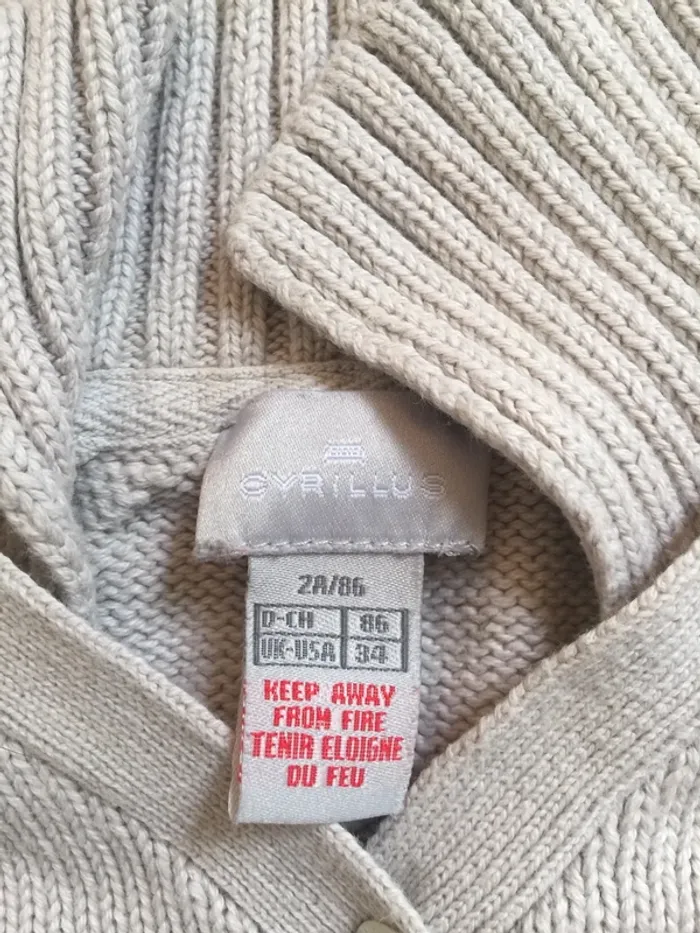 CYRILLUS
2A/86
D-CH 86
UK-USA 34
KEEP AWAY
FROM FIRE
TENIR ELOIGNE
DU FEU